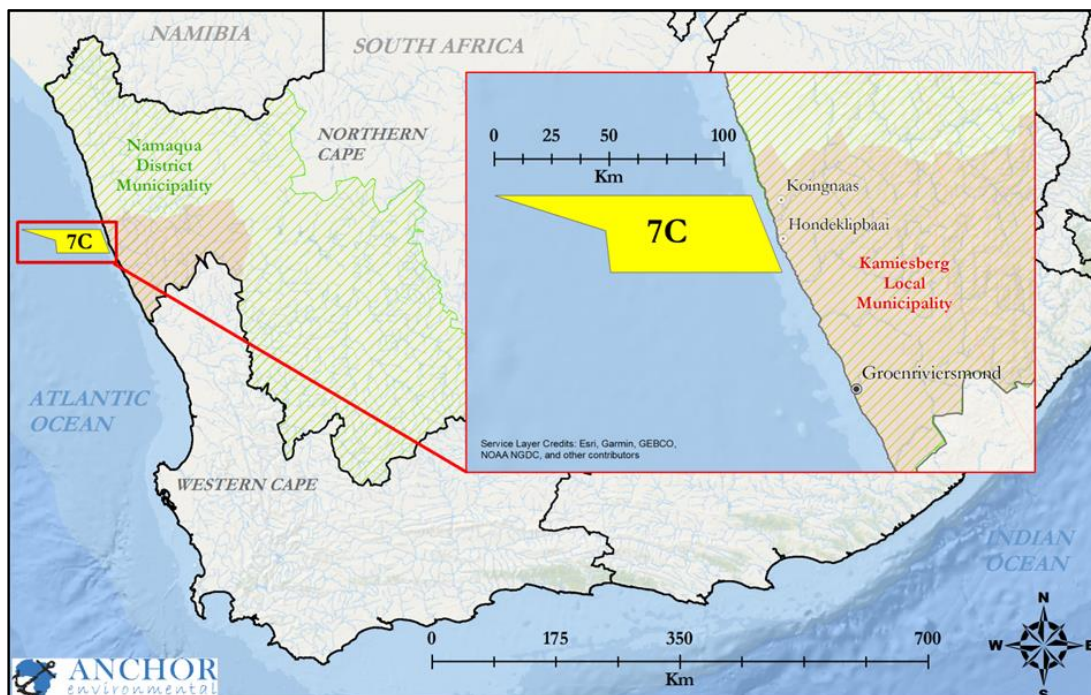 NAMIBIA
SOUTH AFRICA
NORTHERN
CAPE
Namaqua
District
Municipality
7C
ATLANTIC
OCEAN
WESTERN CAPE
0 25 50 100
Km
7C
Koingnaas
Hondeklipbaai
Kamiesberg
Local
Municipality
Groenriviersmond
Service Layer Credits: Esri, Garmin, GEBCO,
NOAA NGDC, and other contributors
INDIAN
OCEAN
0 175 350 700
Km
N
W E
S
ANCHOR
environmental